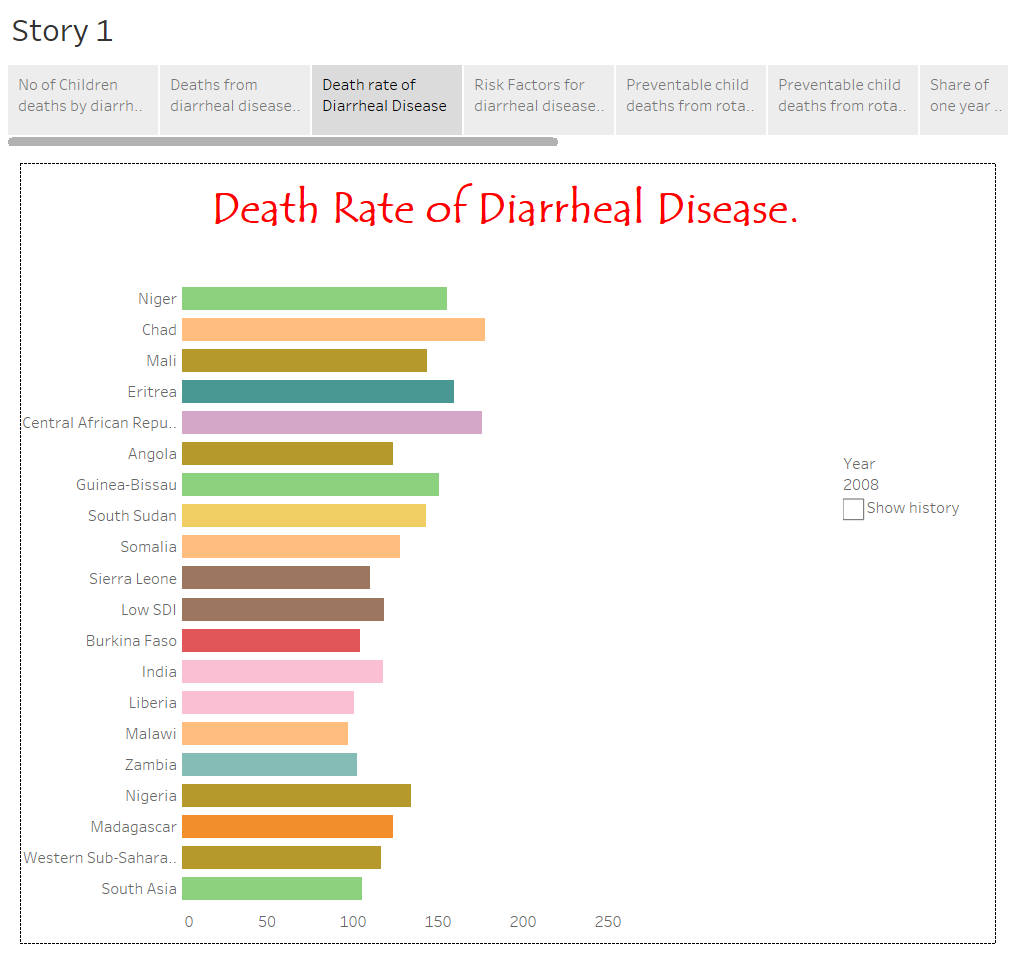 Story 1
No of Children
deaths by diarrh..
Deaths from
diarrheal disease..
Death rate of
Diarrheal Disease
Risk Factors for
diarrheal disease..
Preventable child
deaths from rota..
Preventable child
deaths from rota..
Share of
one year ..
Death Rate of Diarrheal Disease.
Niger
Chad
Mali
Eritrea
Central African Repu..
Angola
Guinea-Bissau
South Sudan
Somalia
Sierra Leone
Low SDI
Burkina Faso
India
Liberia
Malawi
Zambia
Nigeria
Madagascar
Western Sub-Sahara..
South Asia
0 50 100 150 200 250
Year
2008
Show history